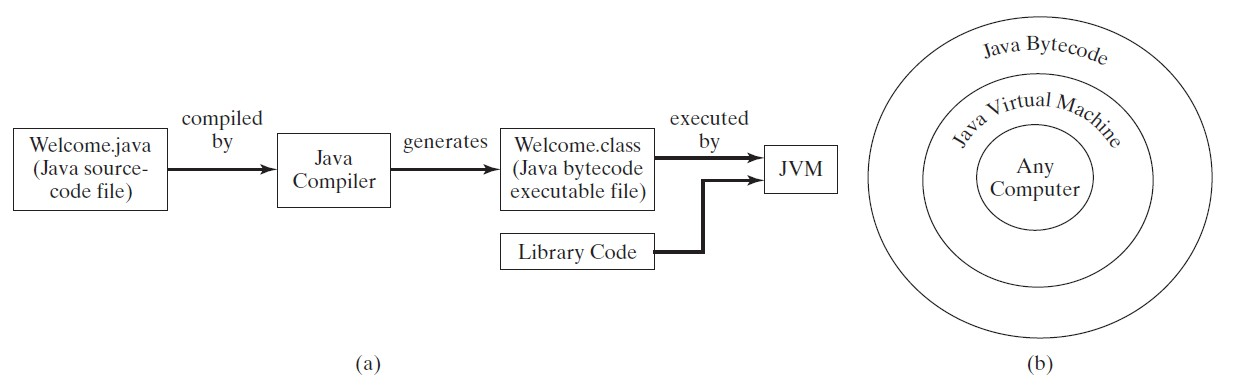 compiled
by
Welcome.java
(Java source-
code file)
Java
Compiler
generates
Welcome.class
(Java bytecode
executable file)
executed
by
JVM
Library Code
(a)
Java Bytecode
Java Virtual Machine
Any
Computer
(b)